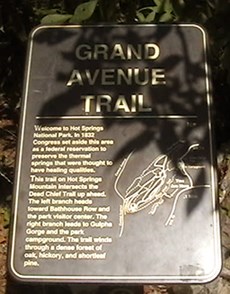 GRAND
AVENUE
TRAIL
Welcome to Hot Springs
National Park. In 1832
Congress set aside this area
as a federal reservation to
preserve the thermal
springs that were thought to
have healing qualities.
This trail on Hot Springs
Mountain intersects the
Dead Chief Trail up ahead.
The left branch heads
toward Bathhouse Row and
the park visitor center. The
right branch leads to Gulpha
Gorge and the park
campground. The trail winds
through a dense forest of
oak, hickory, and shortleaf
pine.